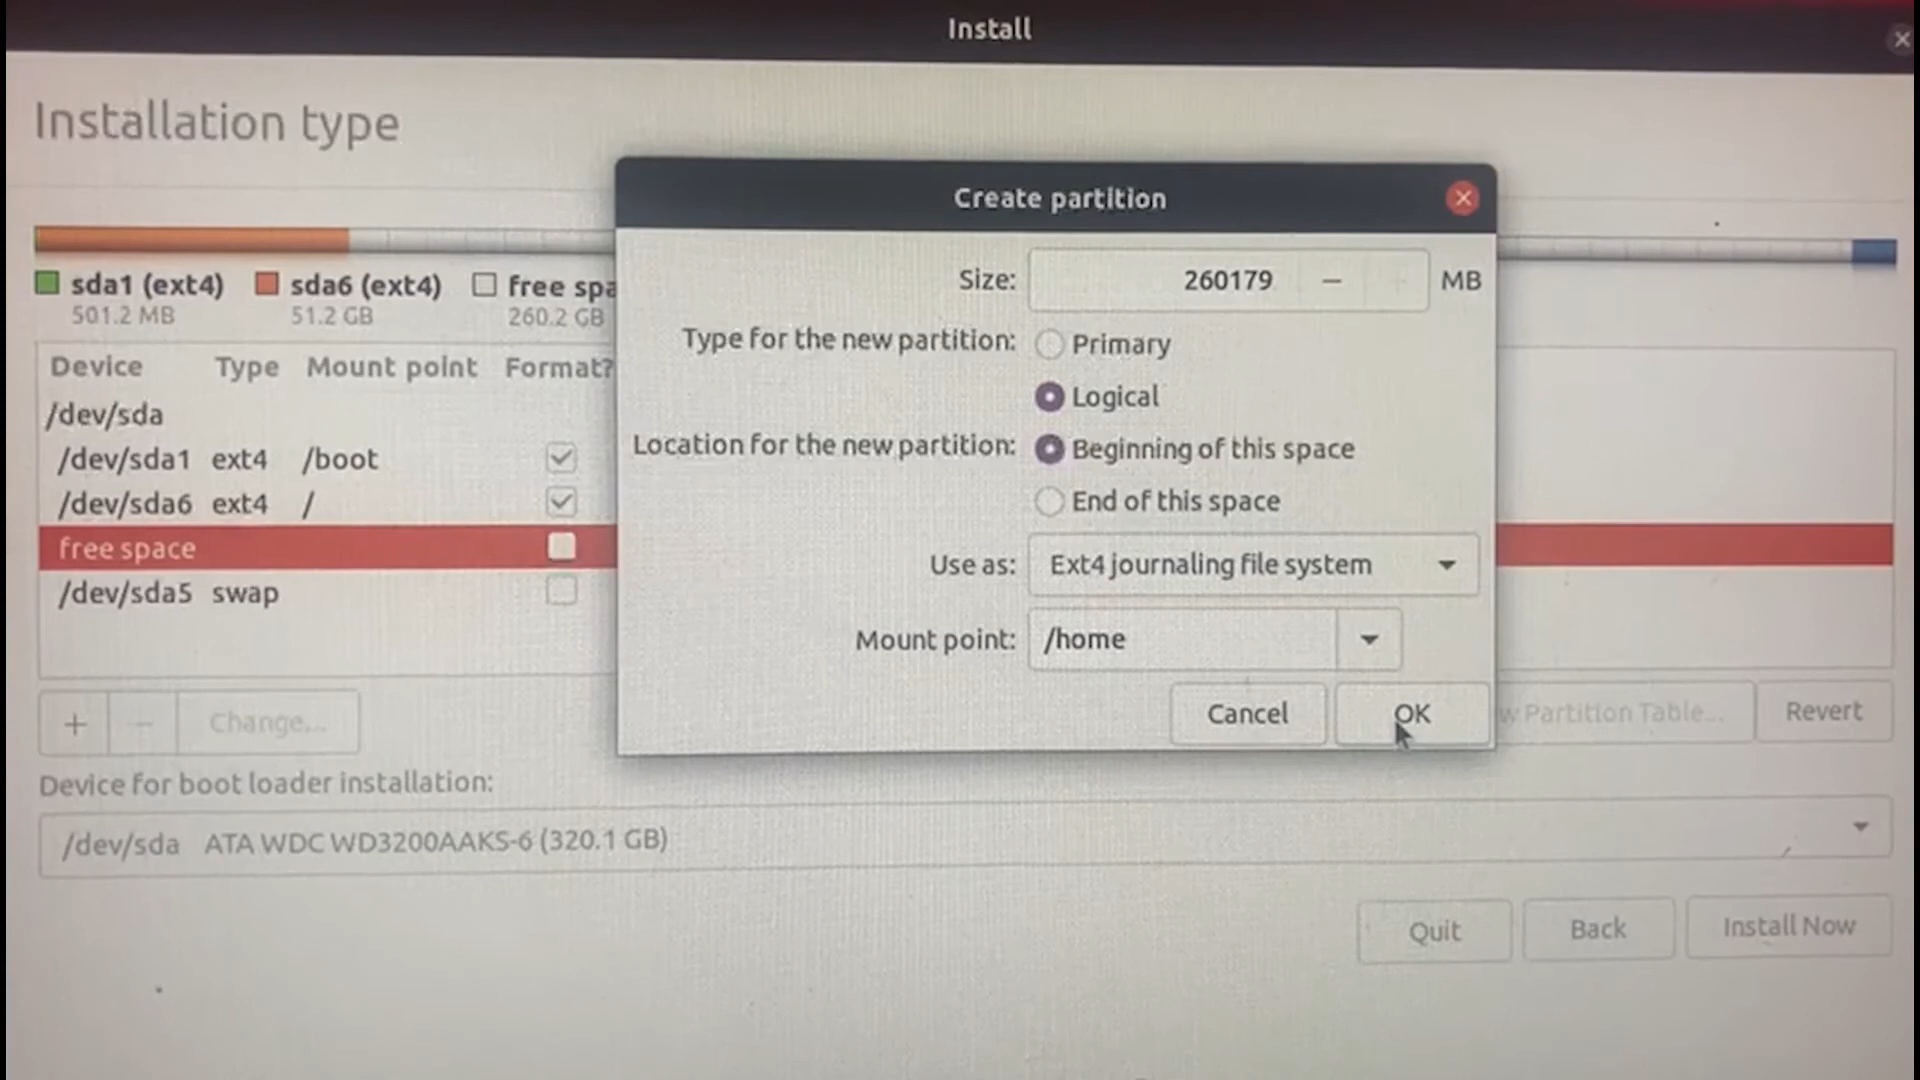 Install
Installation type
Create partition
Size: 260179 MB
Type for the new partition: Primary
Logical
Location for the new partition: Beginning of this space
End of this space
Use as: Ext4 journaling file system
Mount point: /home
Cancel OK
sda1 (ext4) sda6 (ext4) free spa
501.2 MB 51.2 GB 260.2 GB
Device Type Mount point Format?
/dev/sda
/dev/sda1 ext4 /boot
/dev/sda6 ext4 /
free space
/dev/sda5 swap
+ − Change... w Partition Table... Revert
Device for boot loader installation:
/dev/sda ATA WDC WD3200AAKS-6 (320.1 GB)
Quit Back Install Now